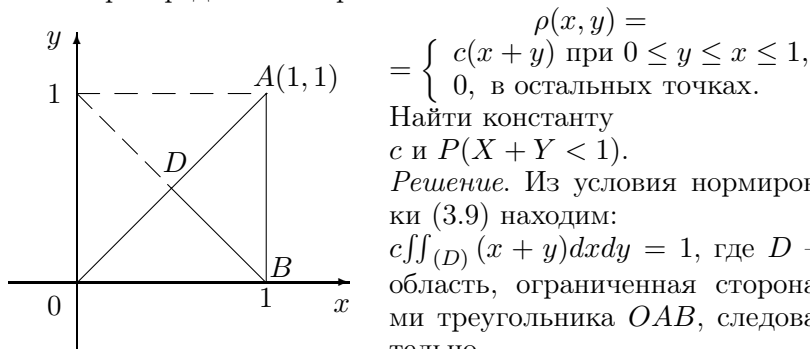 y
1
A(1, 1)
D
B
0
1
x
ρ(x, y) =
= { c(x + y) при 0 ≤ y ≤ x ≤ 1,
0, в остальных точках.
Найти константу
c и P(X + Y < 1).
Решение. Из условия нормиров
ки (3.9) находим:
c∬(D) (x + y)dxdy = 1, где D –
область, ограниченная сторона
ми треугольника OAB, следова